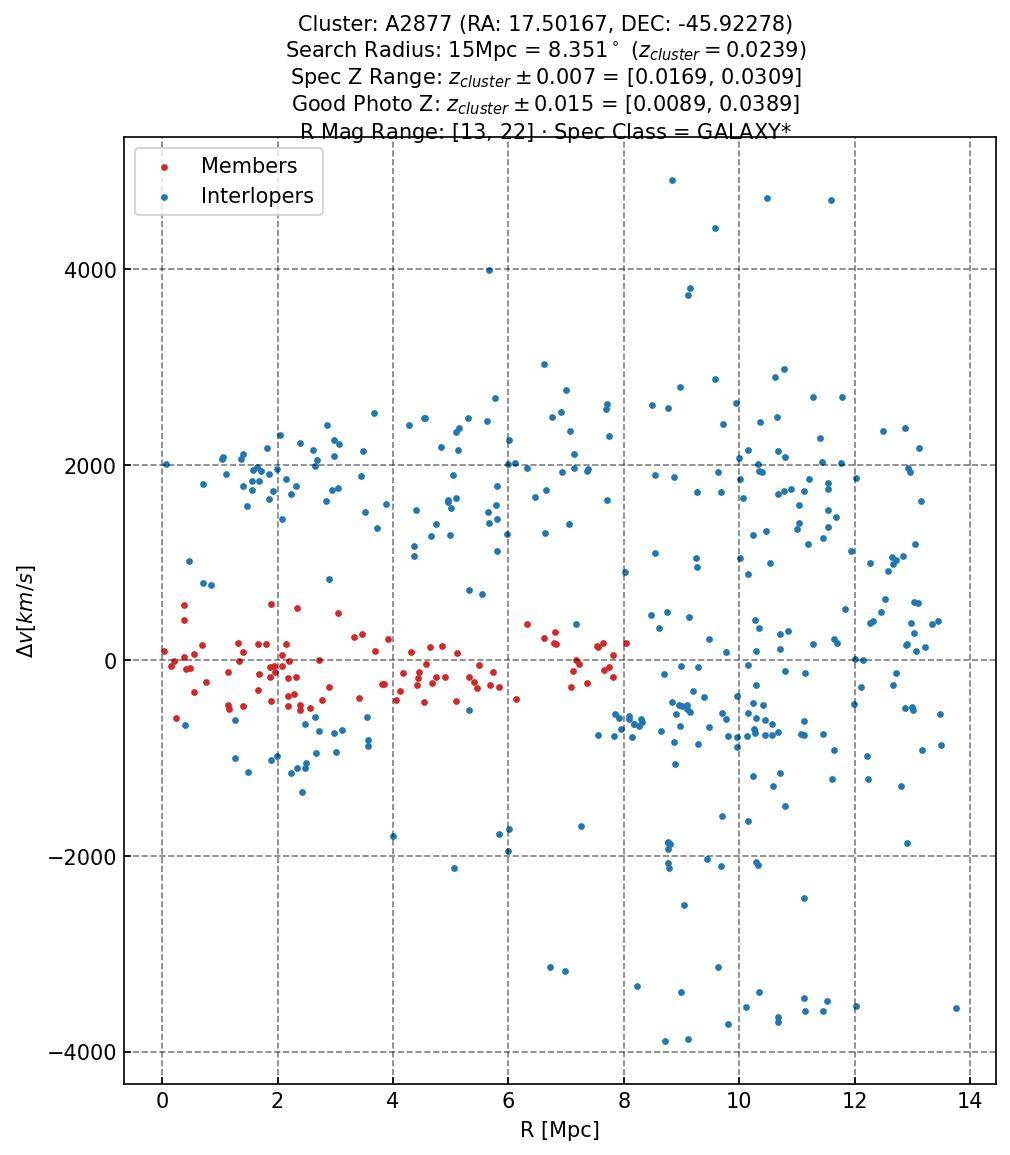 Cluster: A2877 (RA: 17.50167, DEC: -45.92278)
Search Radius: 15Mpc = 8.351° (z_cluster = 0.0239)
Spec Z Range: z_cluster ± 0.007 = [0.0169, 0.0309]
Good Photo Z: z_cluster ± 0.015 = [0.0089, 0.0389]
R Mag Range: [13, 22] · Spec Class = GALAXY*
Members
Interlopers
4000
2000
0
−2000
−4000
Δv[km/s]
0 2 4 6 8 10 12 14
R [Mpc]